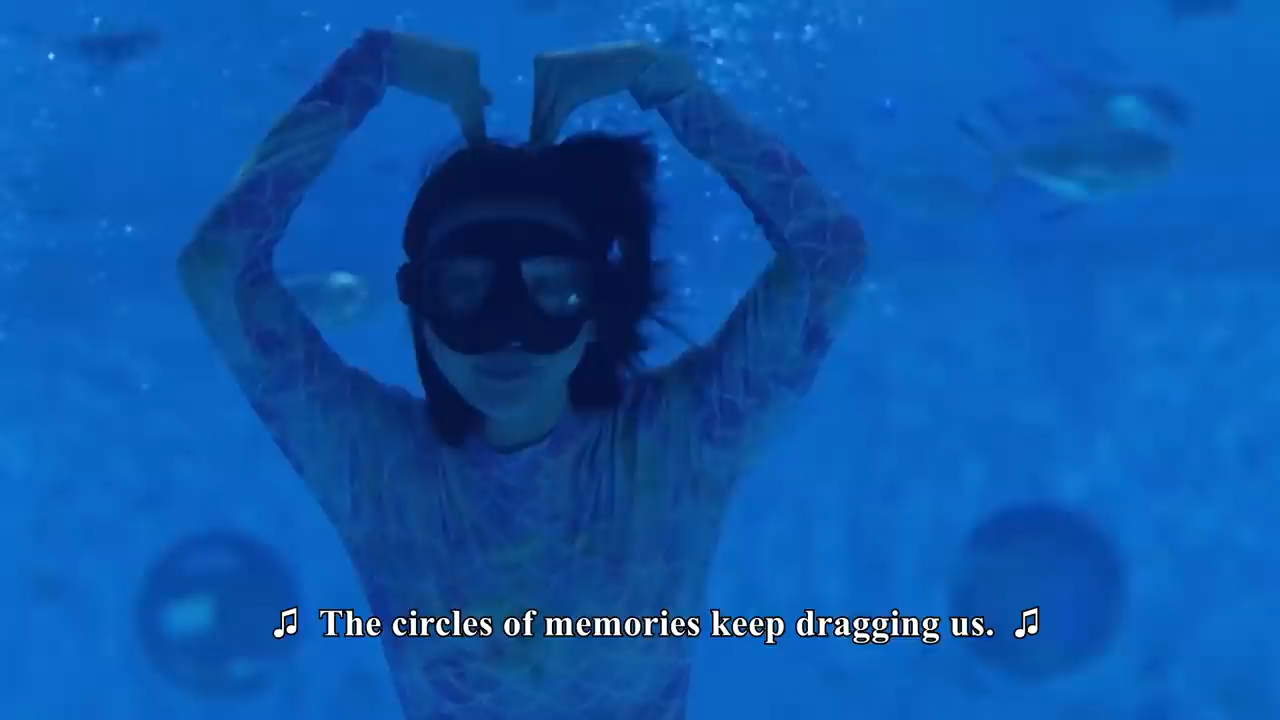 ♫ The circles of memories keep dragging us. ♫